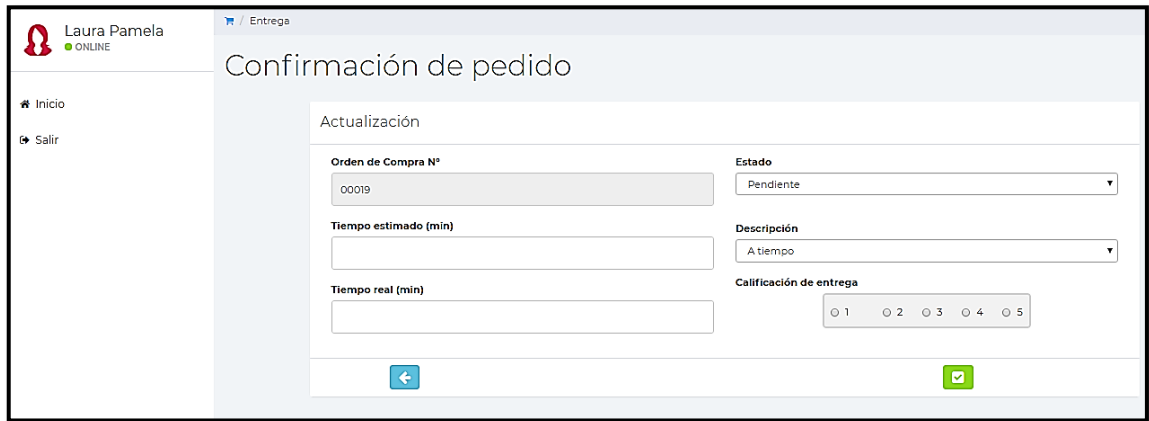 Laura Pamela
ONLINE
Inicio
Salir
/ Entrega
Confirmación de pedido
Actualización
Orden de Compra Nº
00019
Tiempo estimado (min)
Tiempo real (min)
Estado
Pendiente
Descripción
A tiempo
Calificación de entrega
1 2 3 4 5